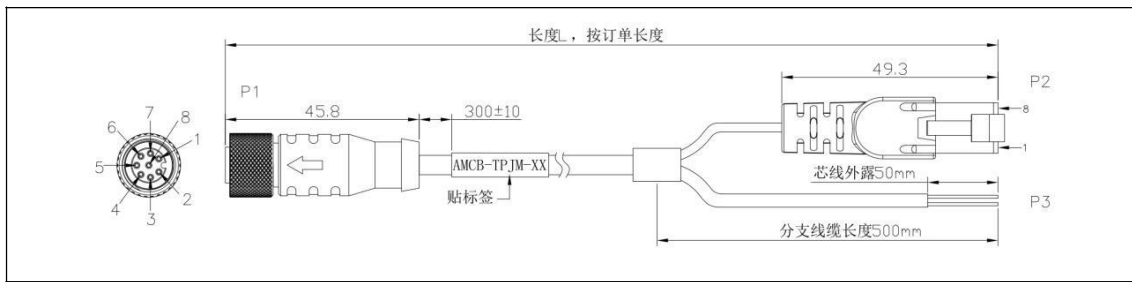 长度L，按订单长度
49.3
P2
P1
45.8
300±10
7
8
6
1
5
4
2
3
8
1
AMCB-TPJM-XX
贴标签
芯线外露50mm
P3
分支线缆长度500mm